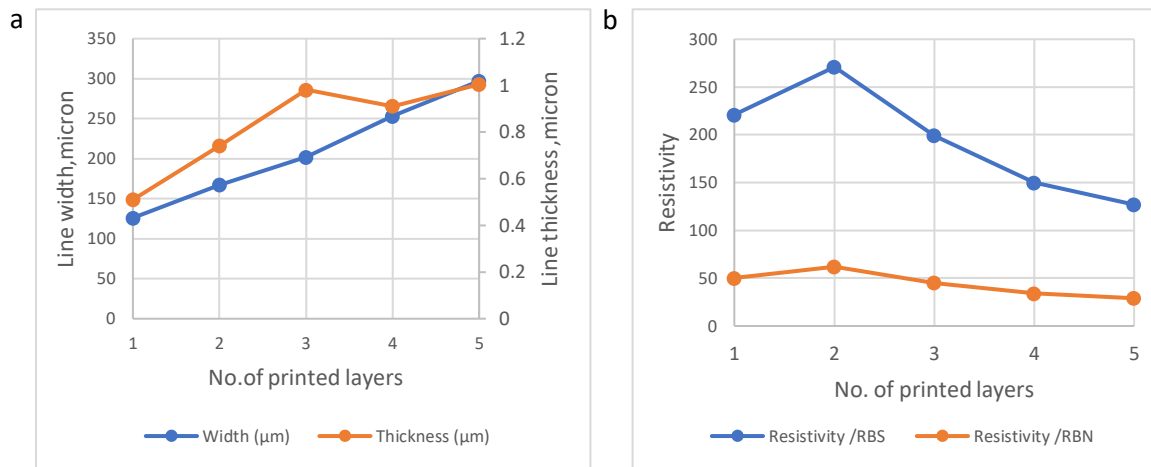 a
350
300
250
200
150
100
50
0
Line width,micron
1.2
1
0.8
0.6
0.4
0.2
0
Line thickness ,micron
1 2 3 4 5
No.of printed layers
Width (µm) Thickness (µm)
b
300
250
200
150
100
50
0
Resistivity
1 2 3 4 5
No. of printed layers
Resistivity /RBS Resistivity /RBN